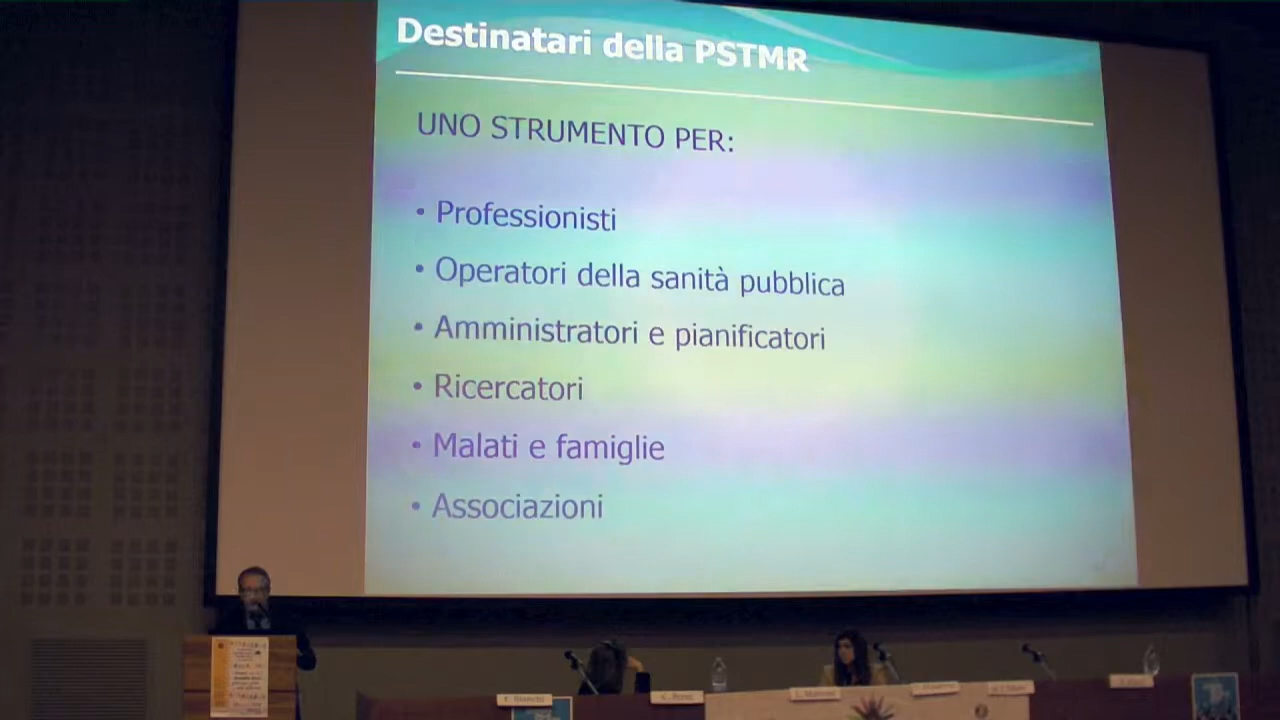 Destinatari della PSTMR
UNO STRUMENTO PER:
• Professionisti
• Operatori della sanità pubblica
• Amministratori e pianificatori
• Ricercatori
• Malati e famiglie
• Associazioni